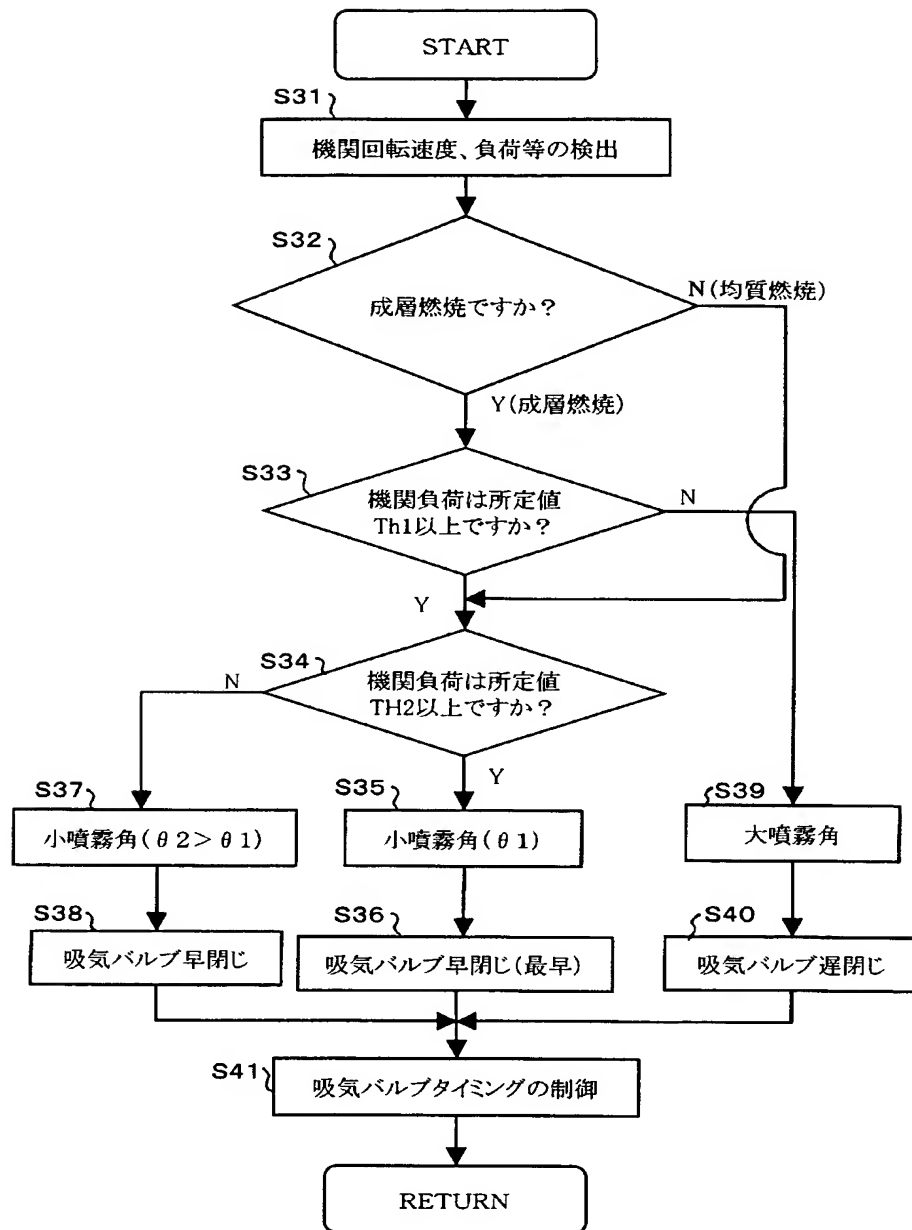 START
S31
機関回転速度、負荷等の検出
S32
N(均質燃焼)
成層燃焼ですか？
Y(成層燃焼)
S33
機関負荷は所定値
Th1以上ですか？
N
Y
S34
機関負荷は所定値
TH2以上ですか？
N
Y
S37
小噴霧角(θ2>θ1)
S35
小噴霧角(θ1)
S39
大噴霧角
S38
吸気バルブ早閉じ
S36
吸気バルブ早閉じ(最早)
S40
吸気バルブ遅閉じ
S41
吸気バルブタイミングの制御
RETURN